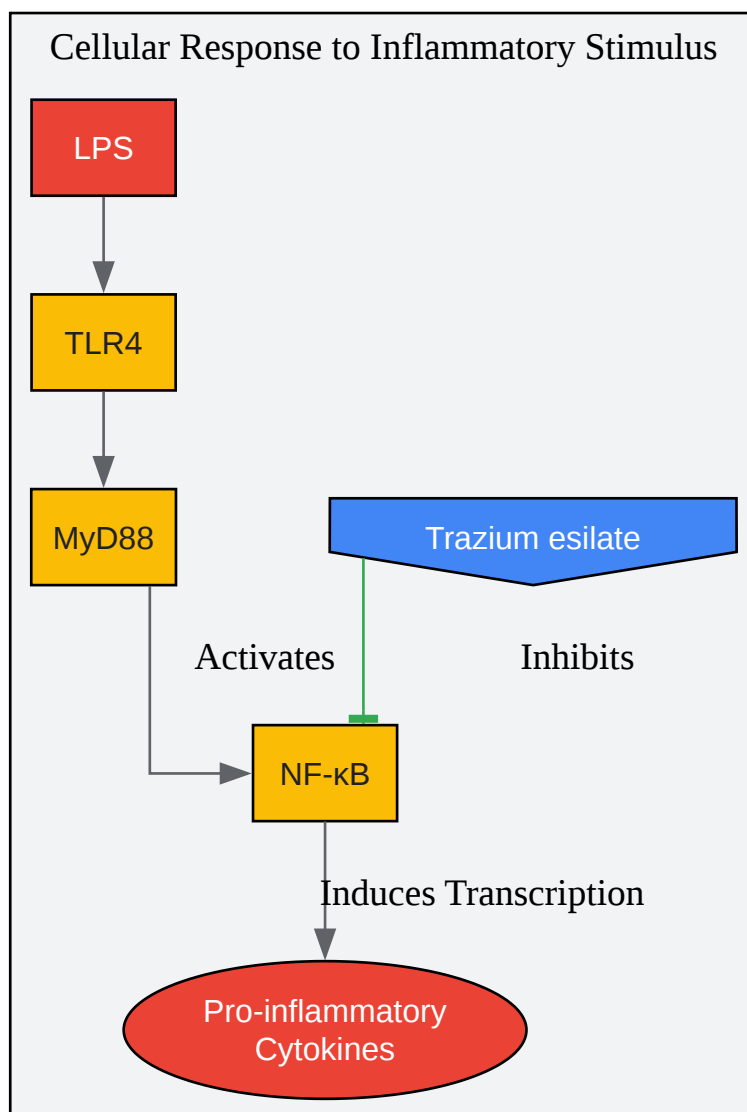 Cellular Response to Inflammatory Stimulus
LPS
TLR4
MyD88
Trazium esilate
Activates
Inhibits
NF-κB
Induces Transcription
Pro-inflammatory
Cytokines